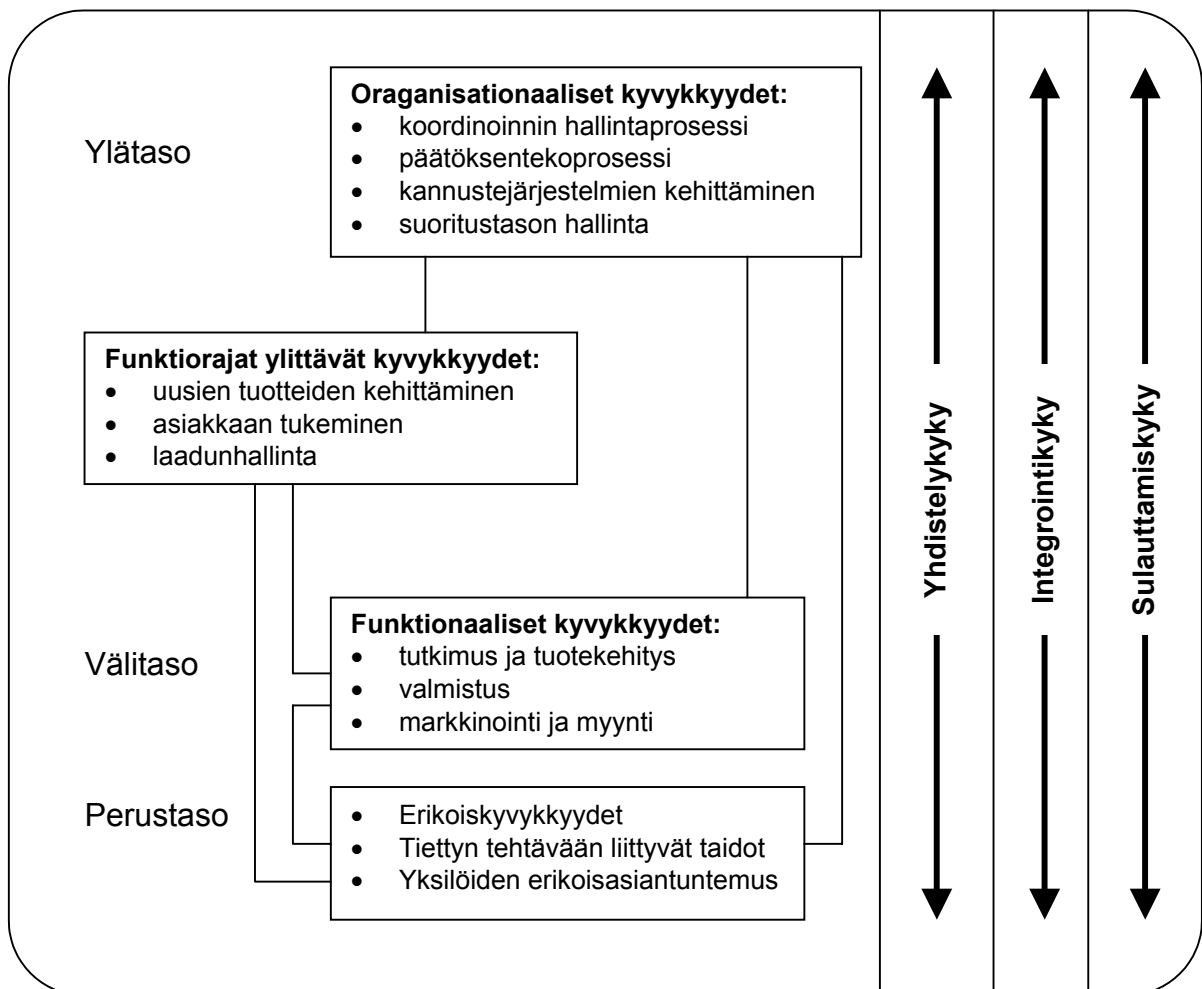 Ylätaso
Oraganisationaaliset kyvykkyydet:
• koordinoinnin hallintaprosessi
• päätöksentekoprosessi
• kannustejärjestelmien kehittäminen
• suoritustason hallinta
Funktiorajat ylittävät kyvykkyydet:
• uusien tuotteiden kehittäminen
• asiakkaan tukeminen
• laadunhallinta
Välitaso
Funktionaaliset kyvykkyydet:
• tutkimus ja tuotekehitys
• valmistus
• markkinointi ja myynti
Perustaso
• Erikoiskyvykkyydet
• Tiettyn tehtävään liittyvät taidot
• Yksilöiden erikoisasiantuntemus
Yhdistelykyky
Integrointikyky
Sulauttamiskyky